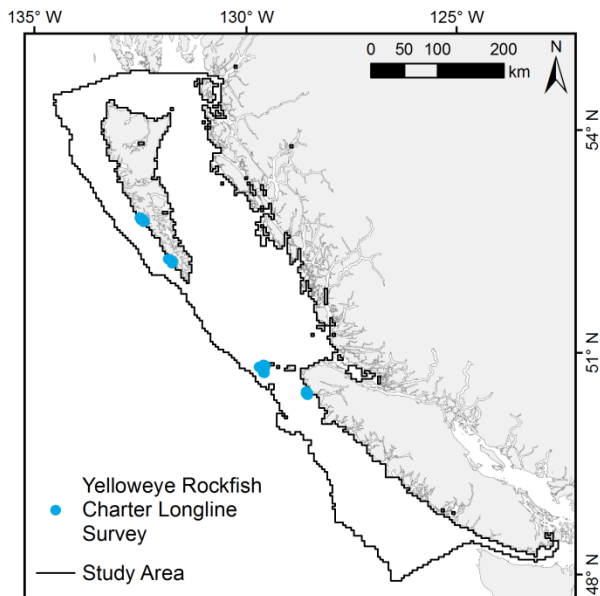 135° W 130° W 125° W
0 50 100 200
km
N
54° N
51° N
48° N
Yelloweye Rockfish
Charter Longline
Survey
Study Area